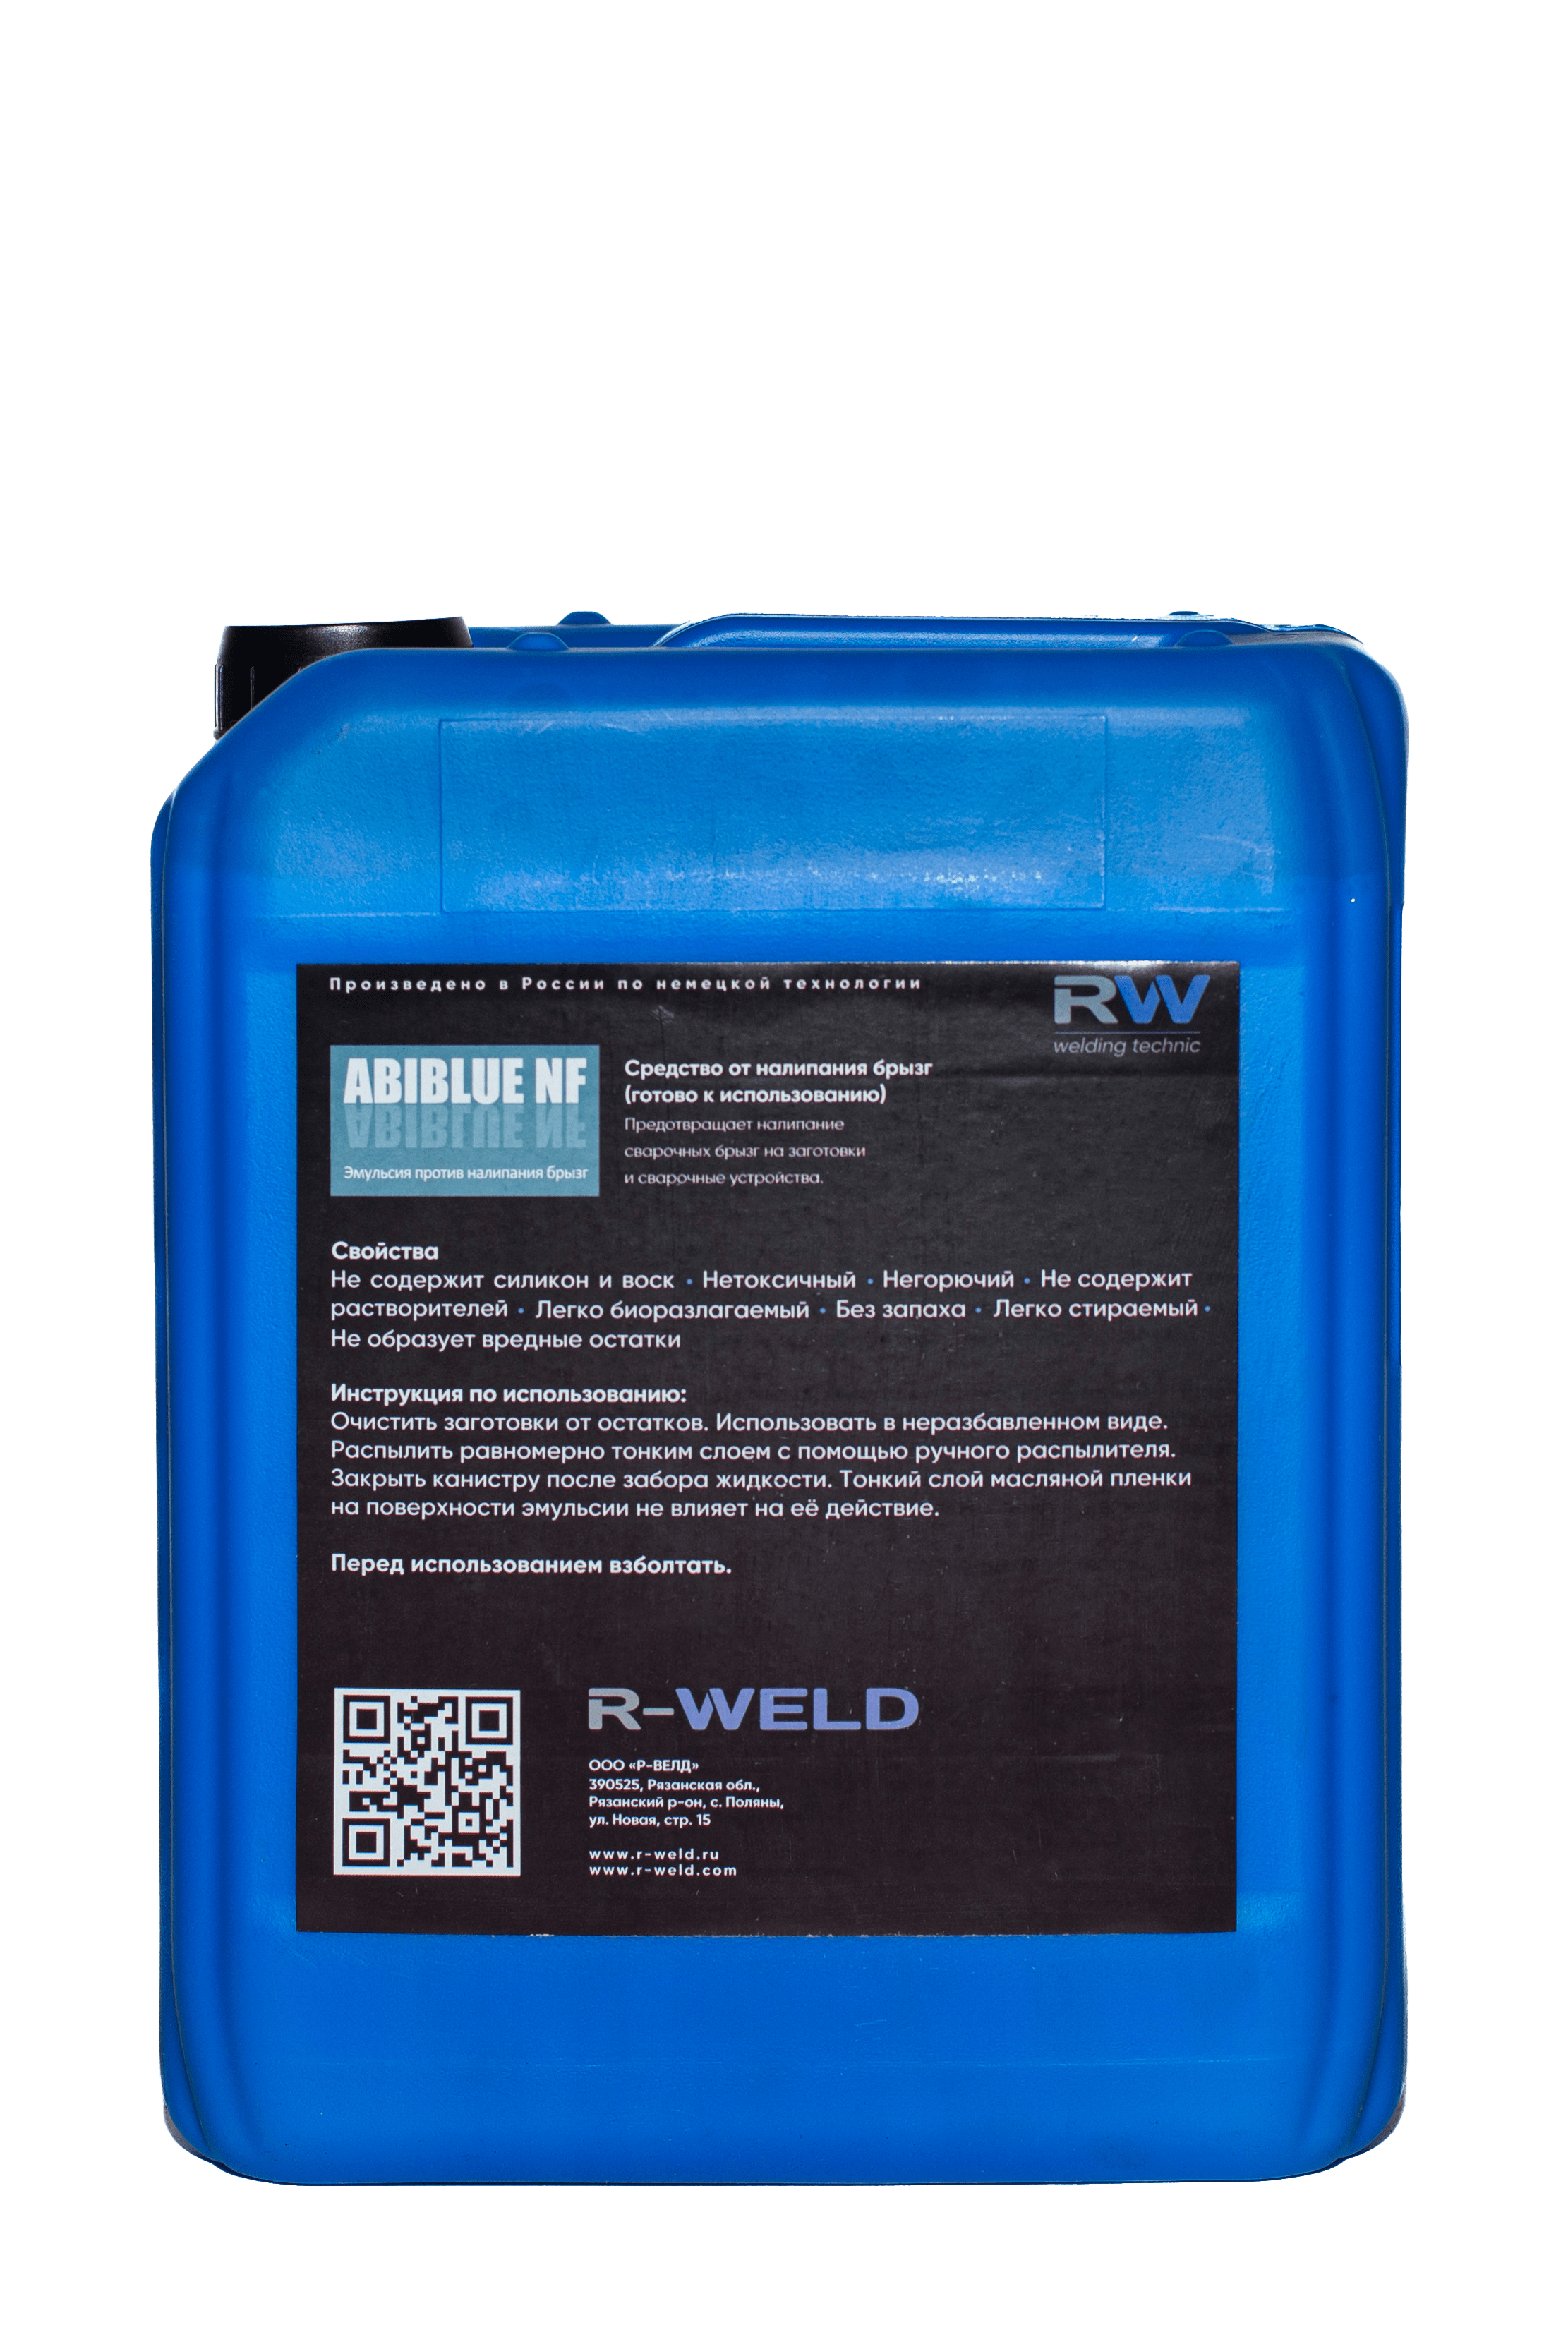 Произведено в России по немецкой технологии
RW
welding technic
ABIBLUE NF
Эмульсия против налипания брызг
Средство от налипания брызг
(готово к использованию)
Предотвращает налипание
сварочных брызг на заготовки
и сварочные устройства.
Свойства
Не содержит силикон и воск • Нетоксичный • Негорючий • Не содержит
растворителей • Легко биоразлагаемый • Без запаха • Легко стираемый •
Не образует вредные остатки
Инструкция по использованию:
Очистить заготовки от остатков. Использовать в неразбавленном виде.
Распылить равномерно тонким слоем с помощью ручного распылителя.
Закрыть канистру после забора жидкости. Тонкий слой масляной пленки
на поверхности эмульсии не влияет на её действие.
Перед использованием взболтать.
R-WELD
ООО «Р-ВЕЛД»
390525, Рязанская обл.,
Рязанский р-он, с. Поляны,
ул. Новая, стр. 15
www.r-weld.ru
www.r-weld.com